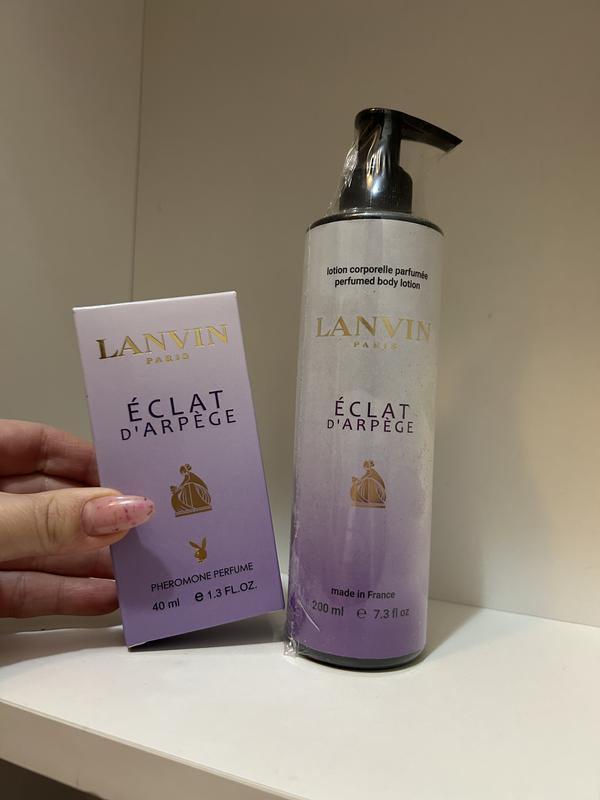 LANVIN
PARIS
ÉCLAT
D'ARPÈGE
PHEROMONE PERFUME
40 ml ℮ 1.3 FL.OZ.
lotion corporelle parfumée
perfumed body lotion
LANVIN
PARIS
ÉCLAT
D'ARPÈGE
made in France
200 ml ℮ 7.3 fl oz